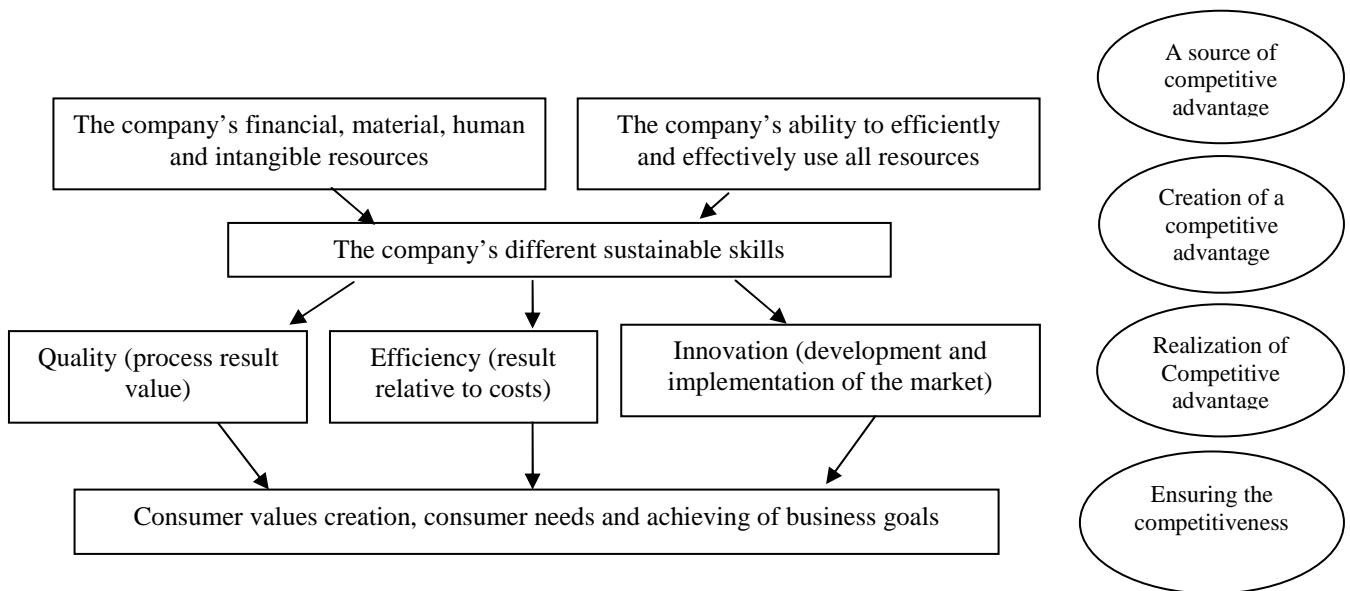 A source of
competitive
advantage
The company’s financial, material, human
and intangible resources
The company’s ability to efficiently
and effectively use all resources
Creation of a
competitive
advantage
The company’s different sustainable skills
Quality (process result
value)
Efficiency (result
relative to costs)
Innovation (development and
implementation of the market)
Realization of
Competitive
advantage
Consumer values creation, consumer needs and achieving of business goals
Ensuring the
competitiveness